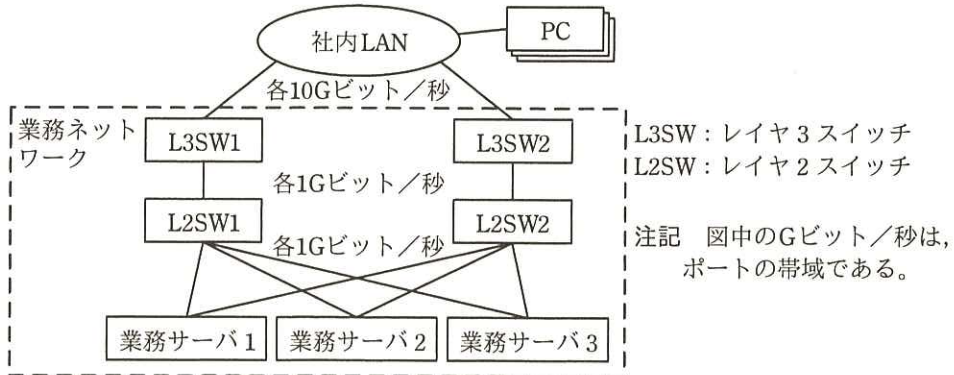 社内LAN
PC
各10Gビット／秒
業務ネット
ワーク
L3SW1
L3SW2
L3SW：レイヤ3スイッチ
L2SW：レイヤ2スイッチ
各1Gビット／秒
L2SW1
L2SW2
各1Gビット／秒
注記　図中のGビット／秒は，
ポートの帯域である。
業務サーバ1
業務サーバ2
業務サーバ3